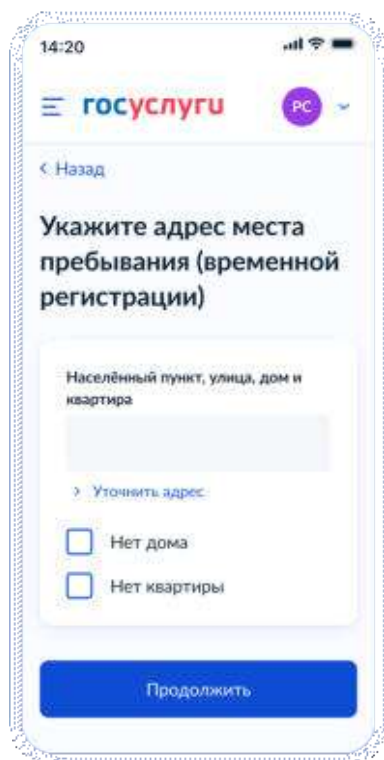 14:20
госуслуги
РС
Назад
Укажите адрес места
пребывания (временной
регистрации)
Населённый пункт, улица, дом и
квартира
Уточнить адрес
Нет дома
Нет квартиры
Продолжить